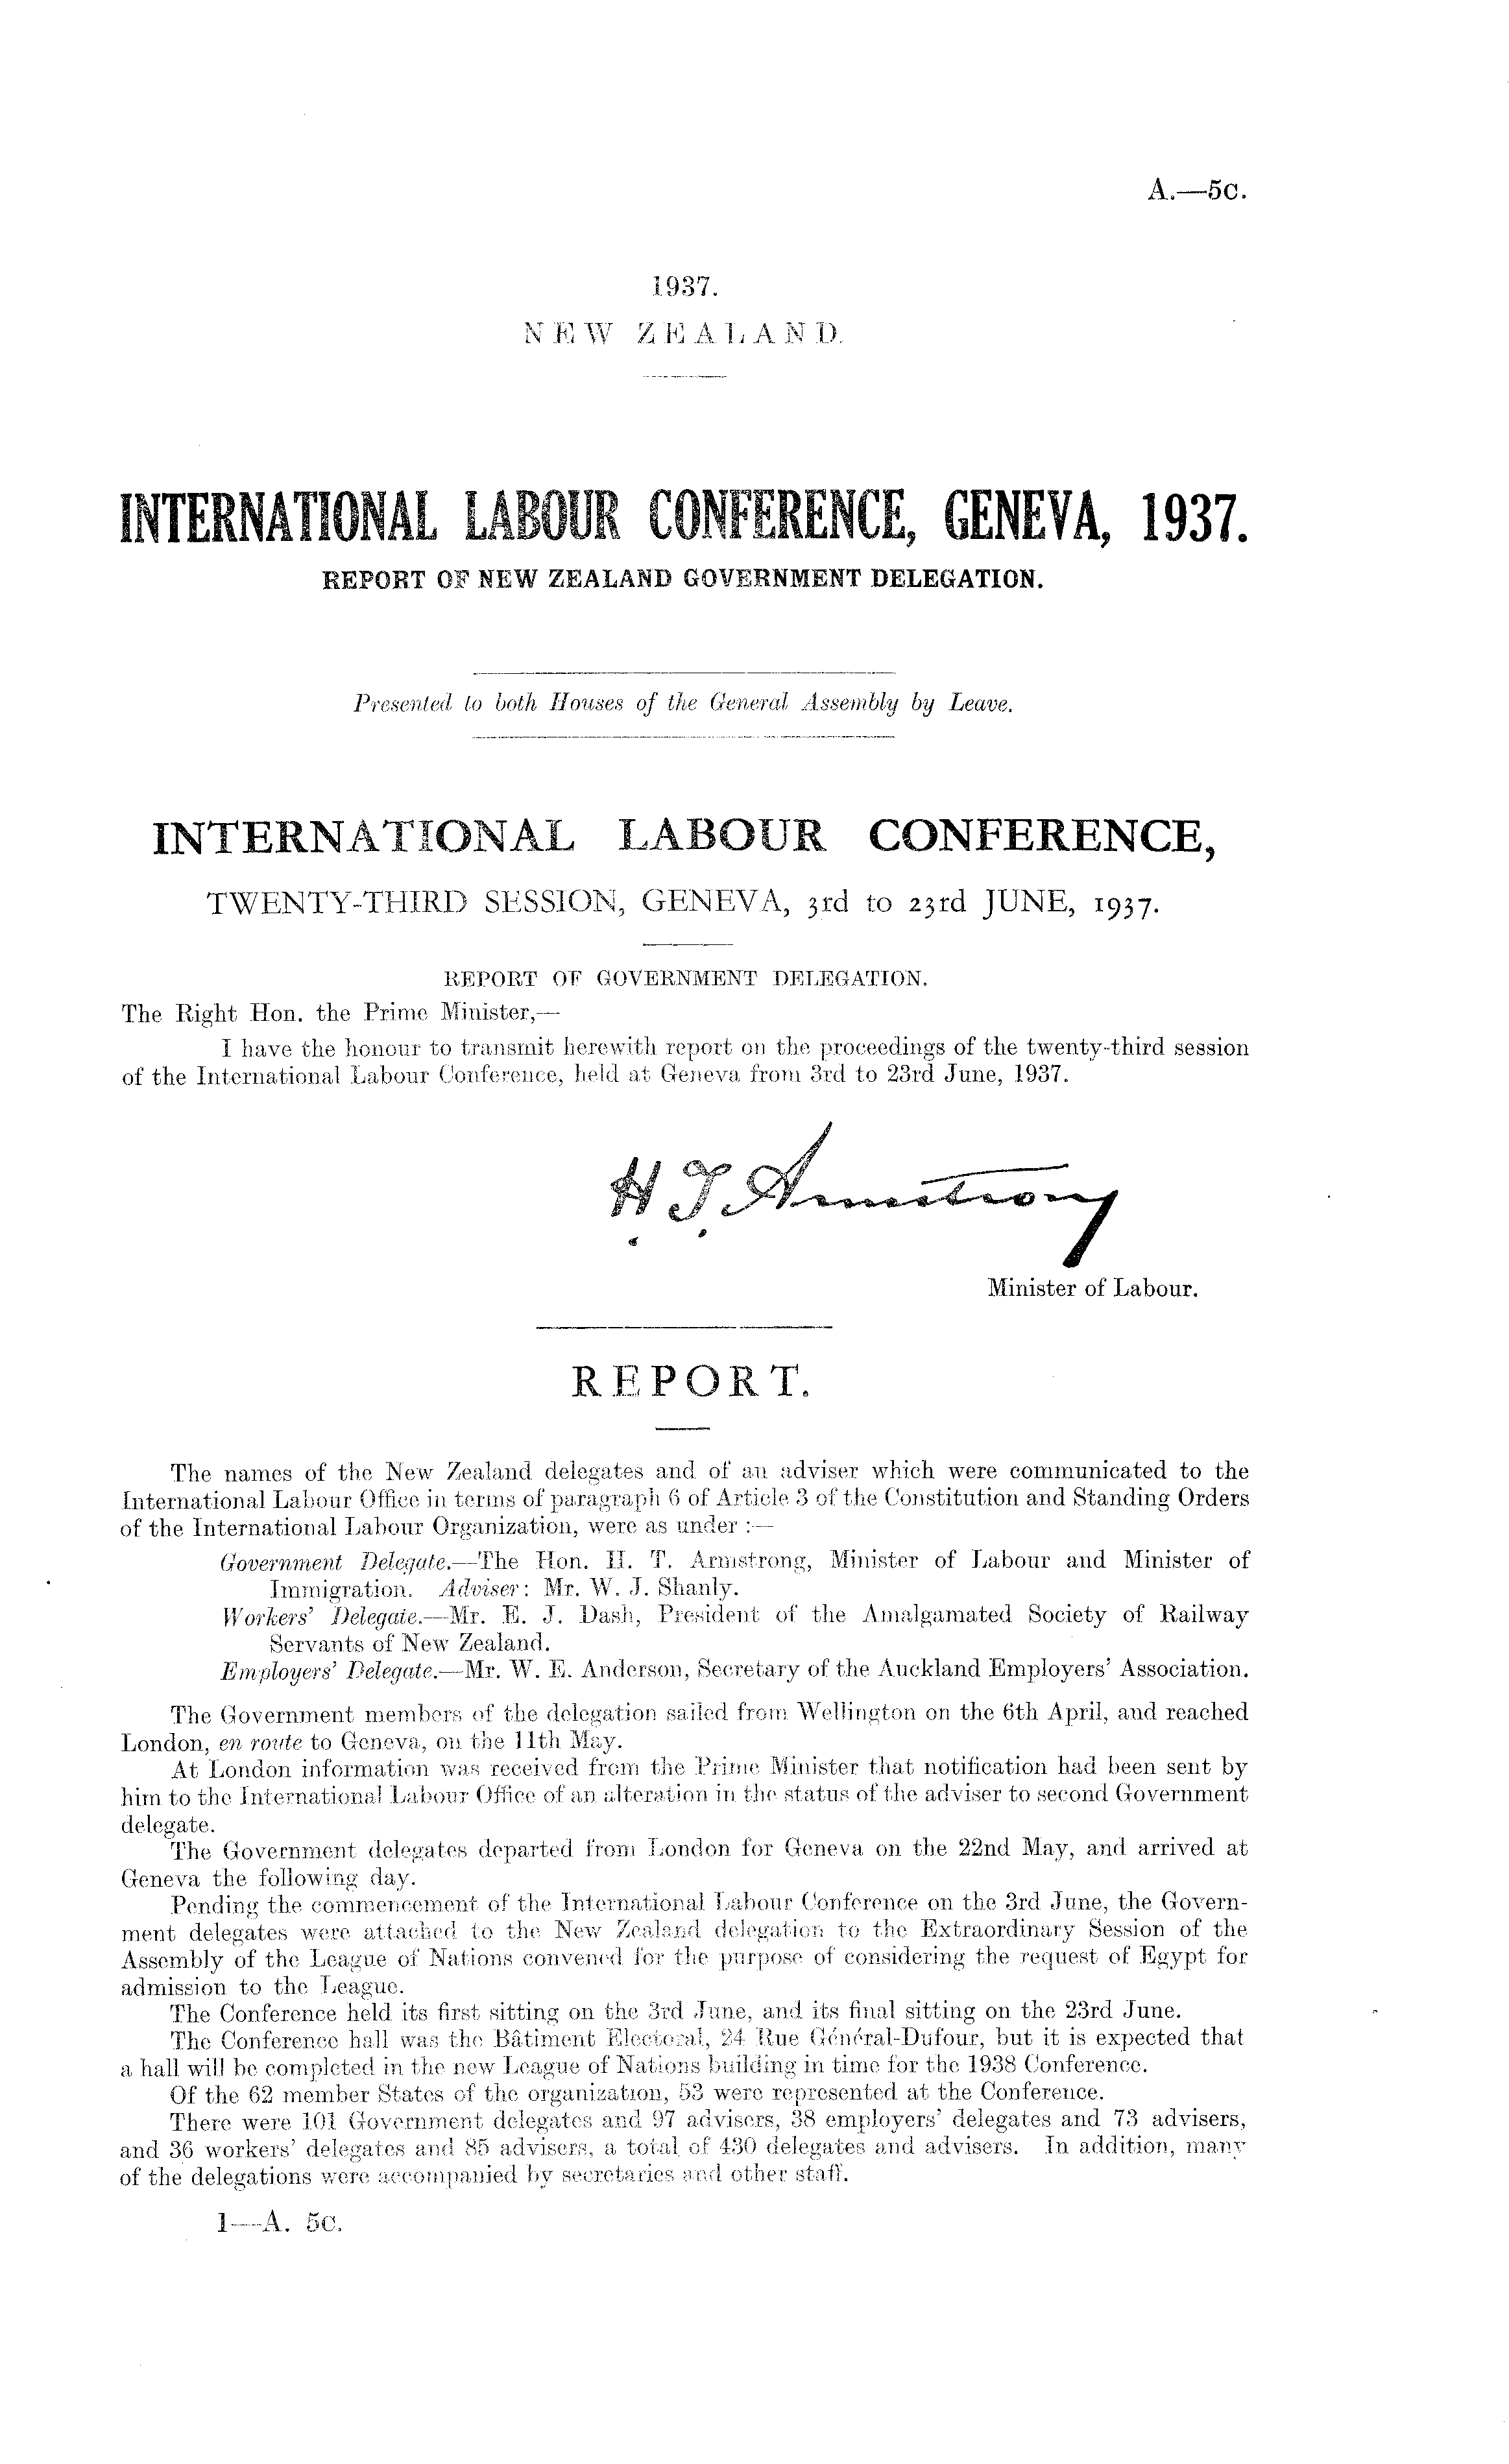 A.—5C.
1937.
NEW ZEALAND.
INTERNATIONAL LABOUR CONFERENCE, GENEVA, 1937.
REPORT OF NEW ZEALAND GOVERNMENT DELEGATION.
Presented to both Houses of the General Assembly by Leave.
INTERNATIONAL LABOUR CONFERENCE,
TWENTY-THIRD SESSION, GENEVA, 3rd to 23rd JUNE, 1937.
REPORT OF GOVERNMENT DELEGATION.
The Right Hon. the Prime Minister,—
I have the honour to transmit herewith report on the proceedings of the twenty-third session
of the International Labour Conference, held at Geneva from 3rd to 23rd June, 1937.
H. T. Armstrong
Minister of Labour.
REPORT.
The names of the New Zealand delegates and of an adviser which were communicated to the
International Labour Office in terms of paragraph 6 of Article 3 of the Constitution and Standing Orders
of the International Labour Organization, were as under :—
Government Delegate.—The Hon. H. T. Armstrong, Minister of Labour and Minister of
Immigration. Adviser: Mr. W. J. Shanly.
Workers' Delegate.—Mr. E. J. Dash, President of the Amalgamated Society of Railway
Servants of New Zealand.
Employers' Delegate.—Mr. W. E. Anderson, Secretary of the Auckland Employers' Association.
The Government members of the delegation sailed from Wellington on the 6th April, and reached
London, en route to Geneva, on the 11th May.
At London information was received from the Prime Minister that notification had been sent by
him to the International Labour Office of an alteration in the status of the adviser to second Government
delegate.
The Government delegates departed from London for Geneva on the 22nd May, and arrived at
Geneva the following day.
Pending the commencement of the International Labour Conference on the 3rd June, the Govern-
ment delegates were attached to the New Zealand delegation to the Extraordinary Session of the
Assembly of the League of Nations convened for the purpose of considering the request of Egypt for
admission to the League.
The Conference held its first sitting on the 3rd June, and its final sitting on the 23rd June.
The Conference hall was the Bâtiment Electoral, 24 Rue Général-Dufour, but it is expected that
a hall will be completed in the new League of Nations building in time for the 1938 Conference.
Of the 62 member States of the organization, 53 were represented at the Conference.
There were 101 Government delegates and 97 advisers, 38 employers' delegates and 73 advisers,
and 36 workers' delegates and 85 advisers, a total of 430 delegates and advisers. In addition, many
of the delegations were accompanied by secretaries and other staff.
1—A. 5C.